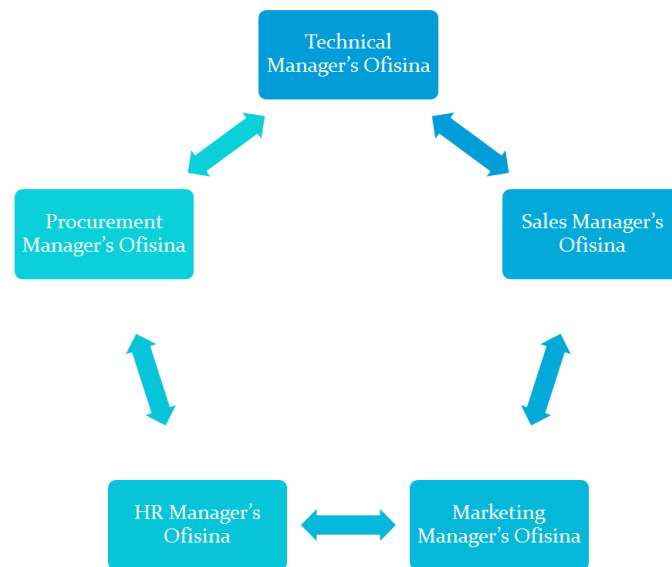 Technical
Manager’s Ofisina
Procurement
Manager’s Ofisina
Sales Manager’s
Ofisina
HR Manager’s
Ofisina
Marketing
Manager’s Ofisina